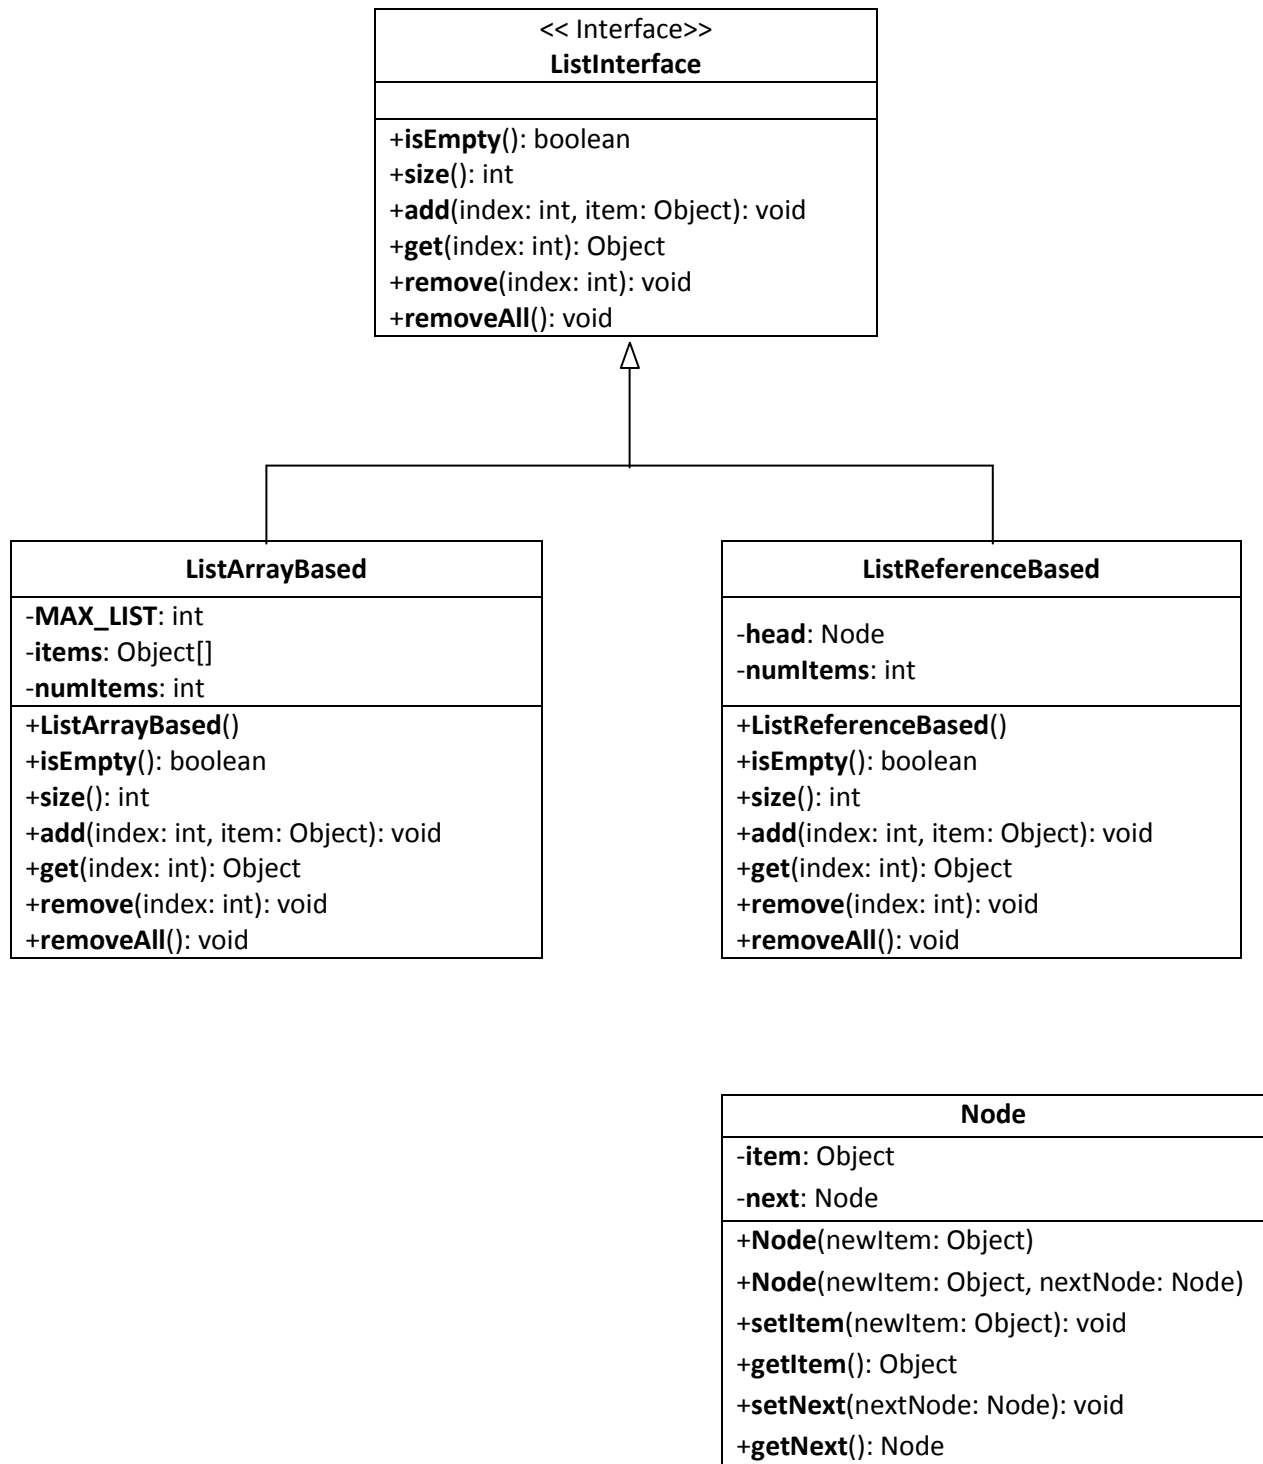 << Interface>>
ListInterface
+isEmpty(): boolean
+size(): int
+add(index: int, item: Object): void
+get(index: int): Object
+remove(index: int): void
+removeAll(): void
ListArrayBased
-MAX_LIST: int
-items: Object[]
-numItems: int
+ListArrayBased()
+isEmpty(): boolean
+size(): int
+add(index: int, item: Object): void
+get(index: int): Object
+remove(index: int): void
+removeAll(): void
ListReferenceBased
-head: Node
-numItems: int
+ListReferenceBased()
+isEmpty(): boolean
+size(): int
+add(index: int, item: Object): void
+get(index: int): Object
+remove(index: int): void
+removeAll(): void
Node
-item: Object
-next: Node
+Node(newItem: Object)
+Node(newItem: Object, nextNode: Node)
+setItem(newItem: Object): void
+getItem(): Object
+setNext(nextNode: Node): void
+getNext(): Node